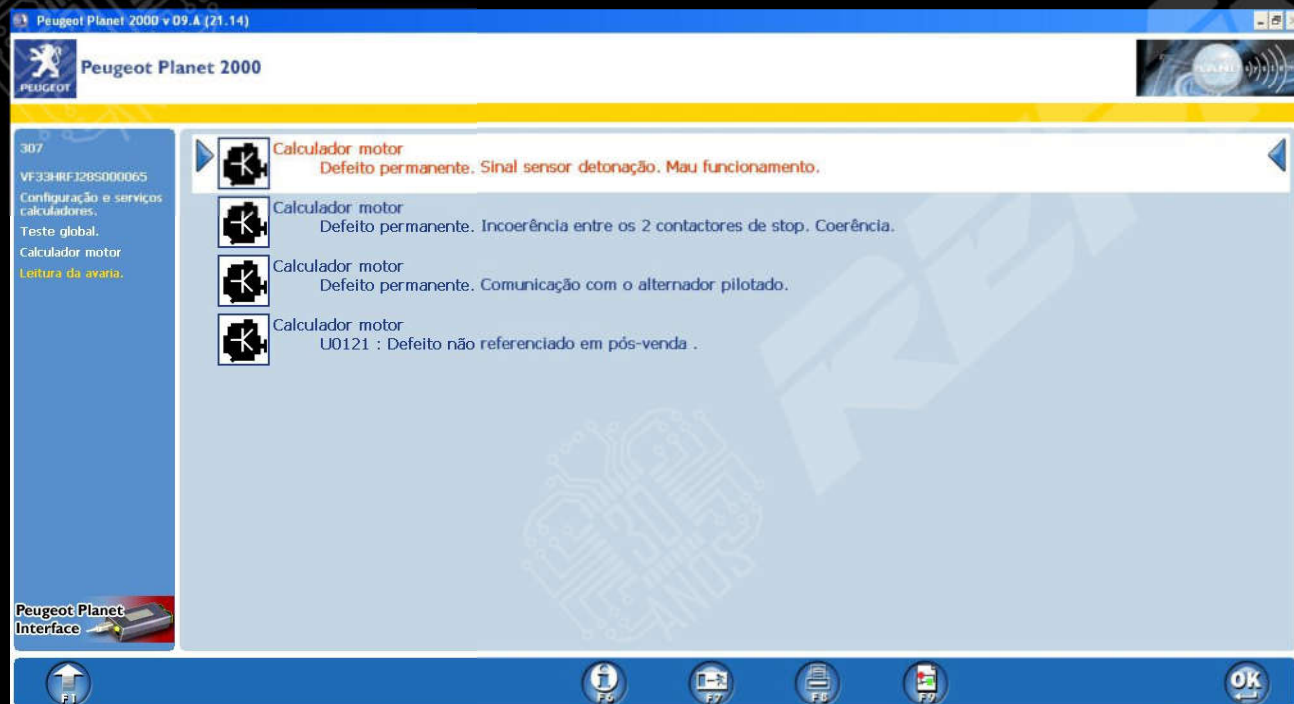 Peugeot Planet 2000 v 09.A (21.14)
PEUGEOT
Peugeot Planet 2000
307
VF33HRFJ28S000065
Configuração e serviços
calculadores.
Teste global.
Calculador motor
Leitura da avaria.
Calculador motor
Defeito permanente. Sinal sensor detonação. Mau funcionamento.
Calculador motor
Defeito permanente. Incoerência entre os 2 contactores de stop. Coerência.
Calculador motor
Defeito permanente. Comunicação com o alternador pilotado.
Calculador motor
U0121 : Defeito não referenciado em pós-venda .
30
ANOS
Peugeot Planet
Interface
F1
F6
F7
F8
F9
OK